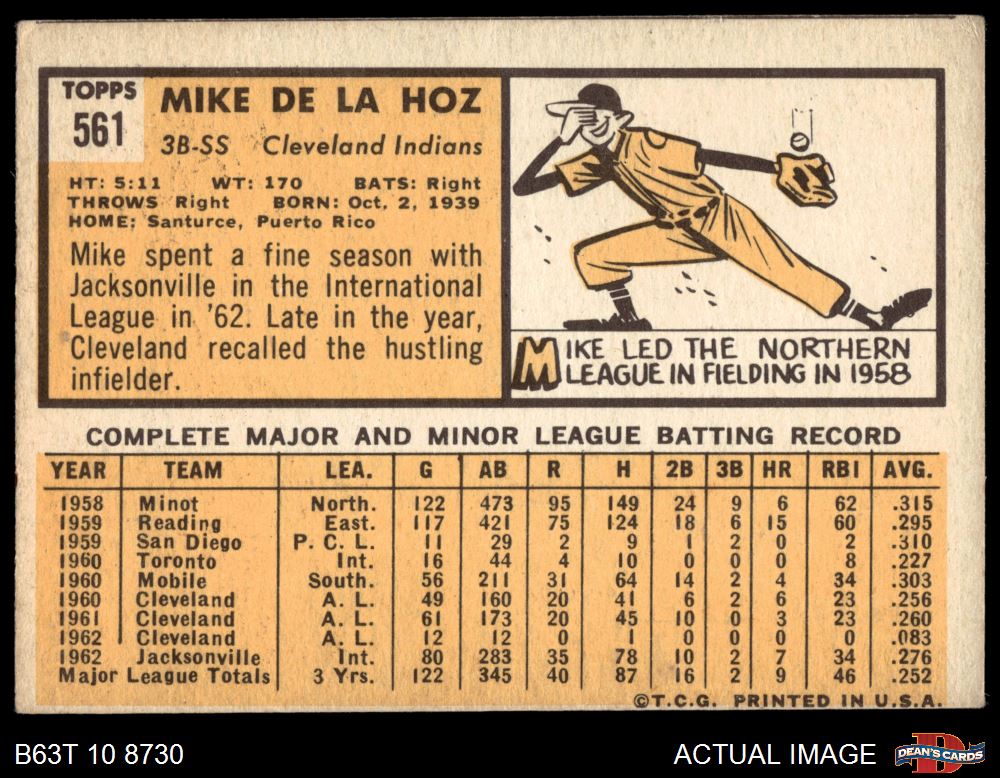 TOPPS
561
MIKE DE LA HOZ
3B-SS Cleveland Indians
HT: 5:11 WT: 170 BATS: Right
THROWS Right BORN: Oct. 2, 1939
HOME: Santurce, Puerto Rico
Mike spent a fine season with
Jacksonville in the International
League in '62. Late in the year,
Cleveland recalled the hustling
infielder.
MIKE LED THE NORTHERN
LEAGUE IN FIELDING IN 1958
COMPLETE MAJOR AND MINOR LEAGUE BATTING RECORD
YEAR TEAM LEA. G AB R H 2B 3B HR RBI AVG.
1958 Minot North. 122 473 95 149 24 9 6 62 .315
1959 Reading East. 117 421 75 124 18 6 15 60 .295
1959 San Diego P. C. L. 11 29 2 9 1 2 0 2 .310
1960 Toronto Int. 16 44 4 10 0 0 0 8 .227
1960 Mobile South. 56 211 31 64 14 2 4 34 .303
1960 Cleveland A. L. 49 160 20 41 6 2 6 23 .256
1961 Cleveland A. L. 61 173 20 45 10 0 3 23 .260
1962 Cleveland A. L. 12 12 0 1 0 0 0 0 .083
1962 Jacksonville Int. 80 283 35 78 10 2 7 34 .276
Major League Totals 3 Yrs. 122 345 40 87 16 2 9 46 .252
©T.C.G. PRINTED IN U.S.A.
B63T 10 8730
ACTUAL IMAGE
DEAN'S CARDS